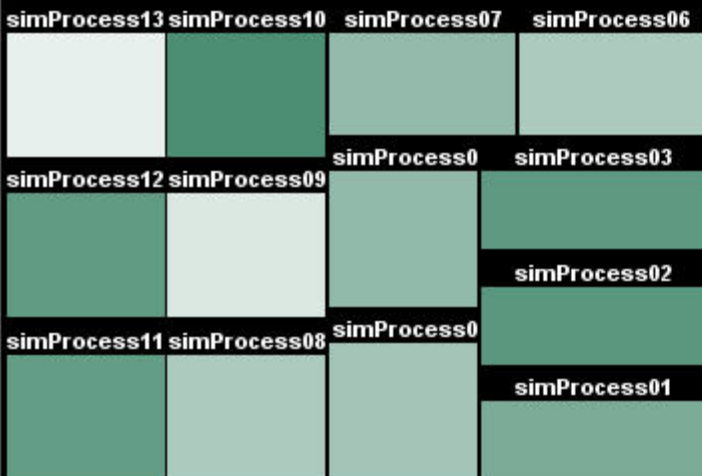 simProcess13 simProcess10 simProcess07 simProcess06
simProcess0 simProcess03
simProcess12 simProcess09
simProcess02
simProcess0
simProcess11 simProcess08
simProcess01